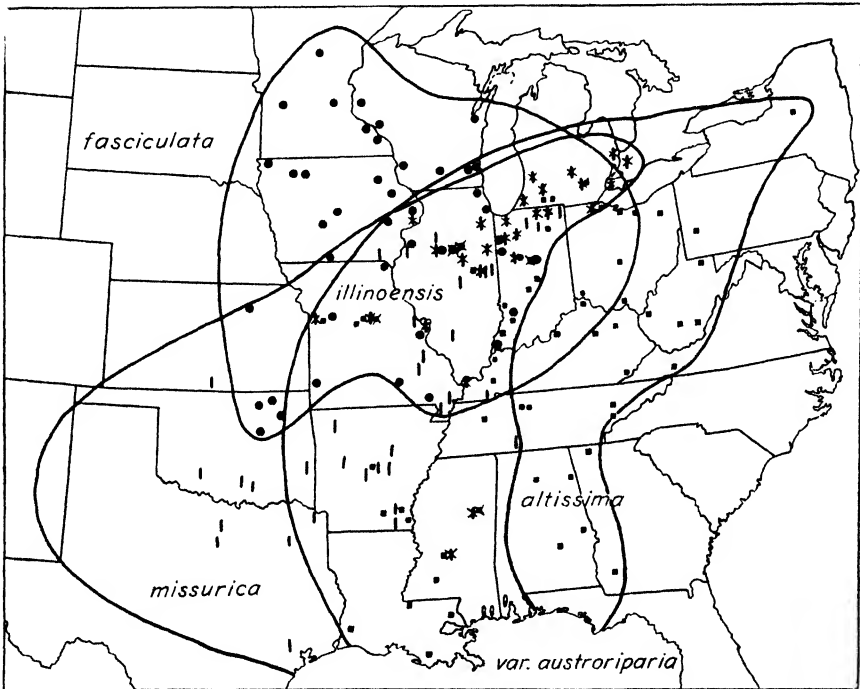 fasciculata
illinoensis
altissima
missurica
var. austroriparia